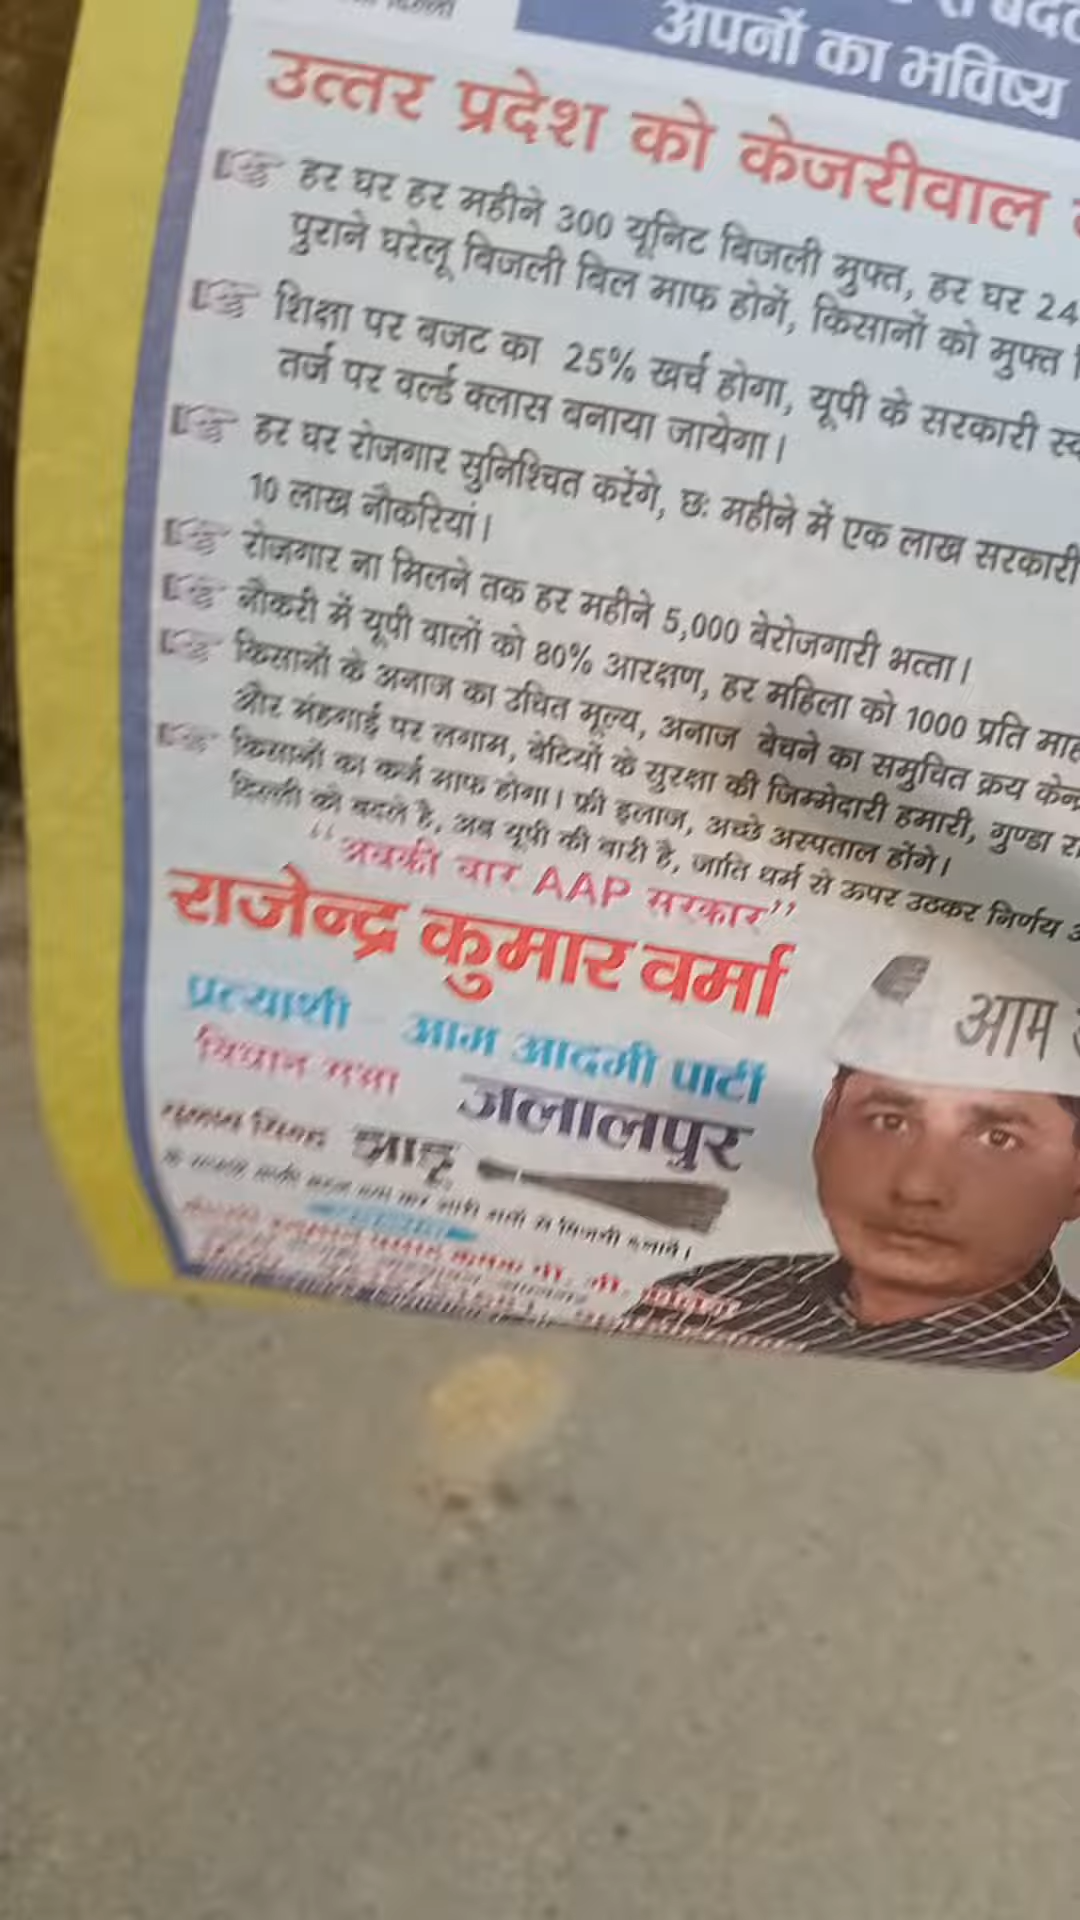 अपनों का भविष्य
उत्तर प्रदेश को केजरीवाल
हर घर हर महीने 300 यूनिट बिजली मुफ्त, हर घर 24
पुराने घरेलू बिजली बिल माफ होगें, किसानों को मुफ्त
शिक्षा पर बजट का 25% खर्च होगा, यूपी के सरकारी
तर्ज पर वर्ल्ड क्लास बनाया जायेगा।
हर घर रोजगार सुनिश्चित करेंगे, छः महीने में एक लाख सरकारी
10 लाख नौकरियां।
रोजगार ना मिलने तक हर महीने 5,000 बेरोजगारी भत्ता।
नौकरी में यूपी वालों को 80% आरक्षण, हर महिला को 1000 प्रति माह
किसानों के अनाज का उचित मूल्य, अनाज बेचने का समुचित क्रय केन्द्र
और मंहगाई पर लगाम, बेटियों के सुरक्षा की जिम्मेदारी हमारी, गुण्डा
किसानों का कर्ज माफ होगा। फ्री इलाज, अच्छे अस्पताल होंगे।
दिल्ली को बदले है, अब यूपी की बारी है, जाति धर्म से ऊपर उठकर निर्णय
“अबकी बार AAP सरकार”
राजेन्द्र कुमार वर्मा
प्रत्याशी आम आदमी पार्टी
विधान सभा जलालपुर
आम
चुनाव चिन्ह झाड़ू